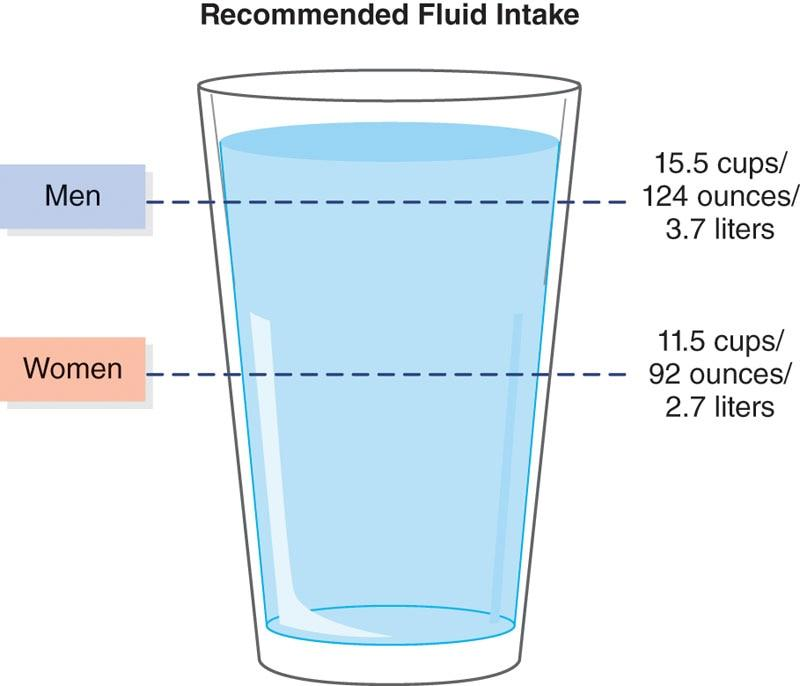 Recommended Fluid Intake
Men
15.5 cups/
124 ounces/
3.7 liters
Women
11.5 cups/
92 ounces/
2.7 liters